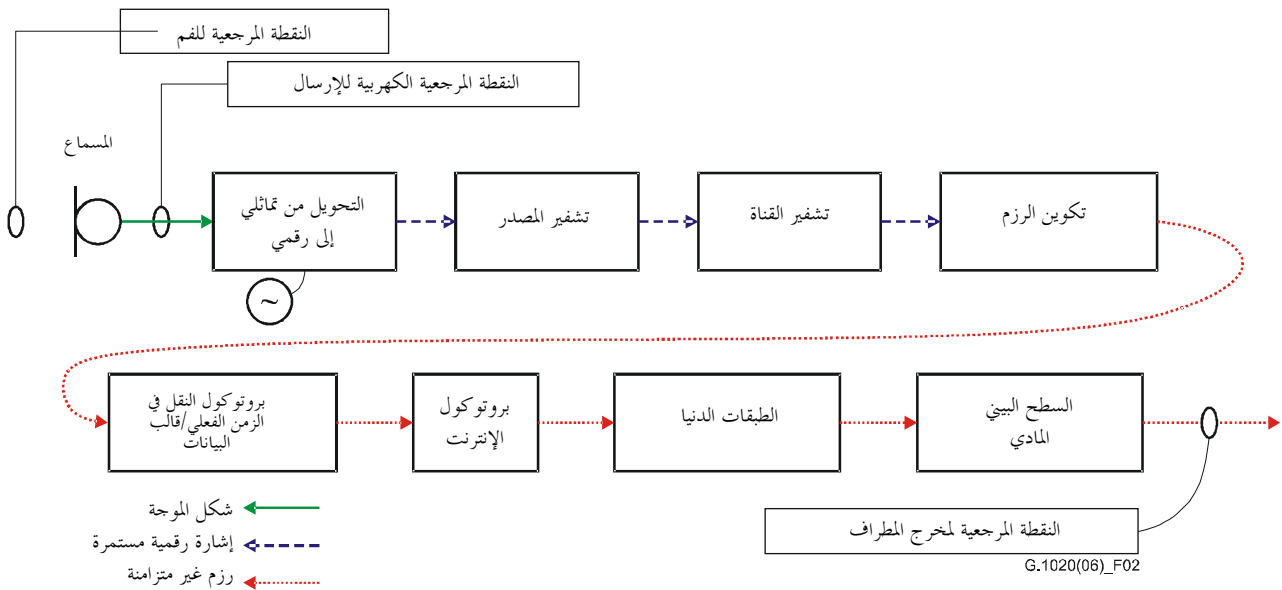 النقطة المرجعية للفم
النقطة المرجعية الكهربية للإرسال
المسماع
التحويل من تماثلي
إلى رقمي
~
تشفير المصدر
تشفير القناة
تكوين الرزم
بروتوكول النقل في
الزمن الفعلي/قالب
البيانات
بروتوكول
الإنترنت
الطبقات الدنيا
السطح البيني
المادي
شكل الموجة
إشارة رقمية مستمرة
رزم غير متزامنة
النقطة المرجعية لمخرج المطراف
G.1020(06)_F02